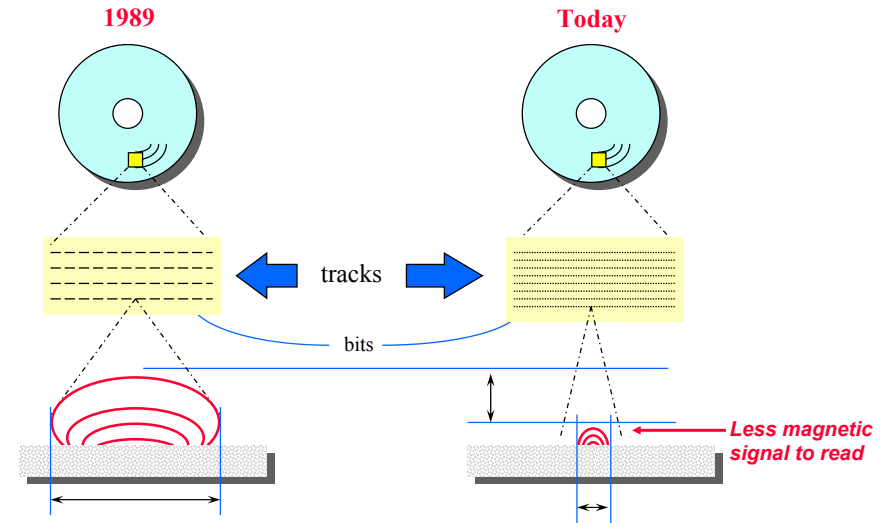 1989
Today
tracks
bits
Less magnetic
signal to read